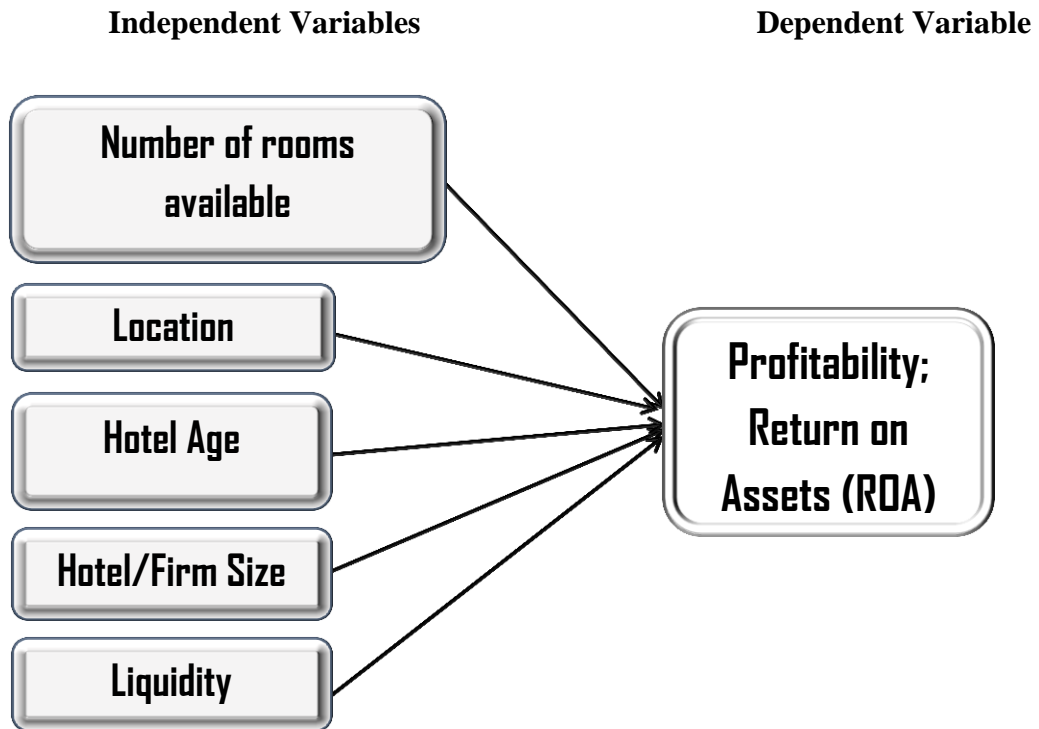 Independent Variables
Dependent Variable
Number of rooms
available
Location
Hotel Age
Hotel/Firm Size
Liquidity
Profitability;
Return on
Assets (ROA)